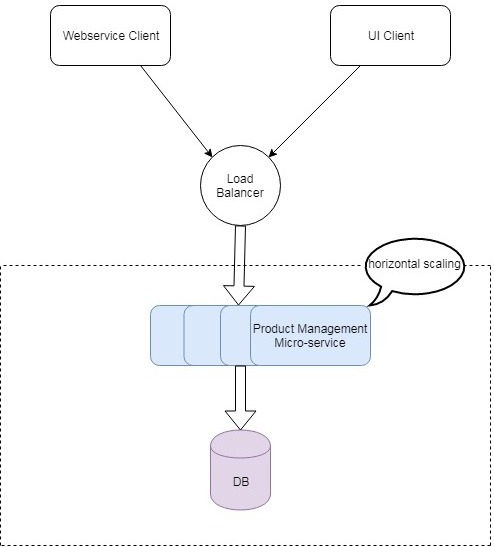 Webservice Client
UI Client
Load
Balancer
horizontal scaling
Product Management
Micro-service
DB